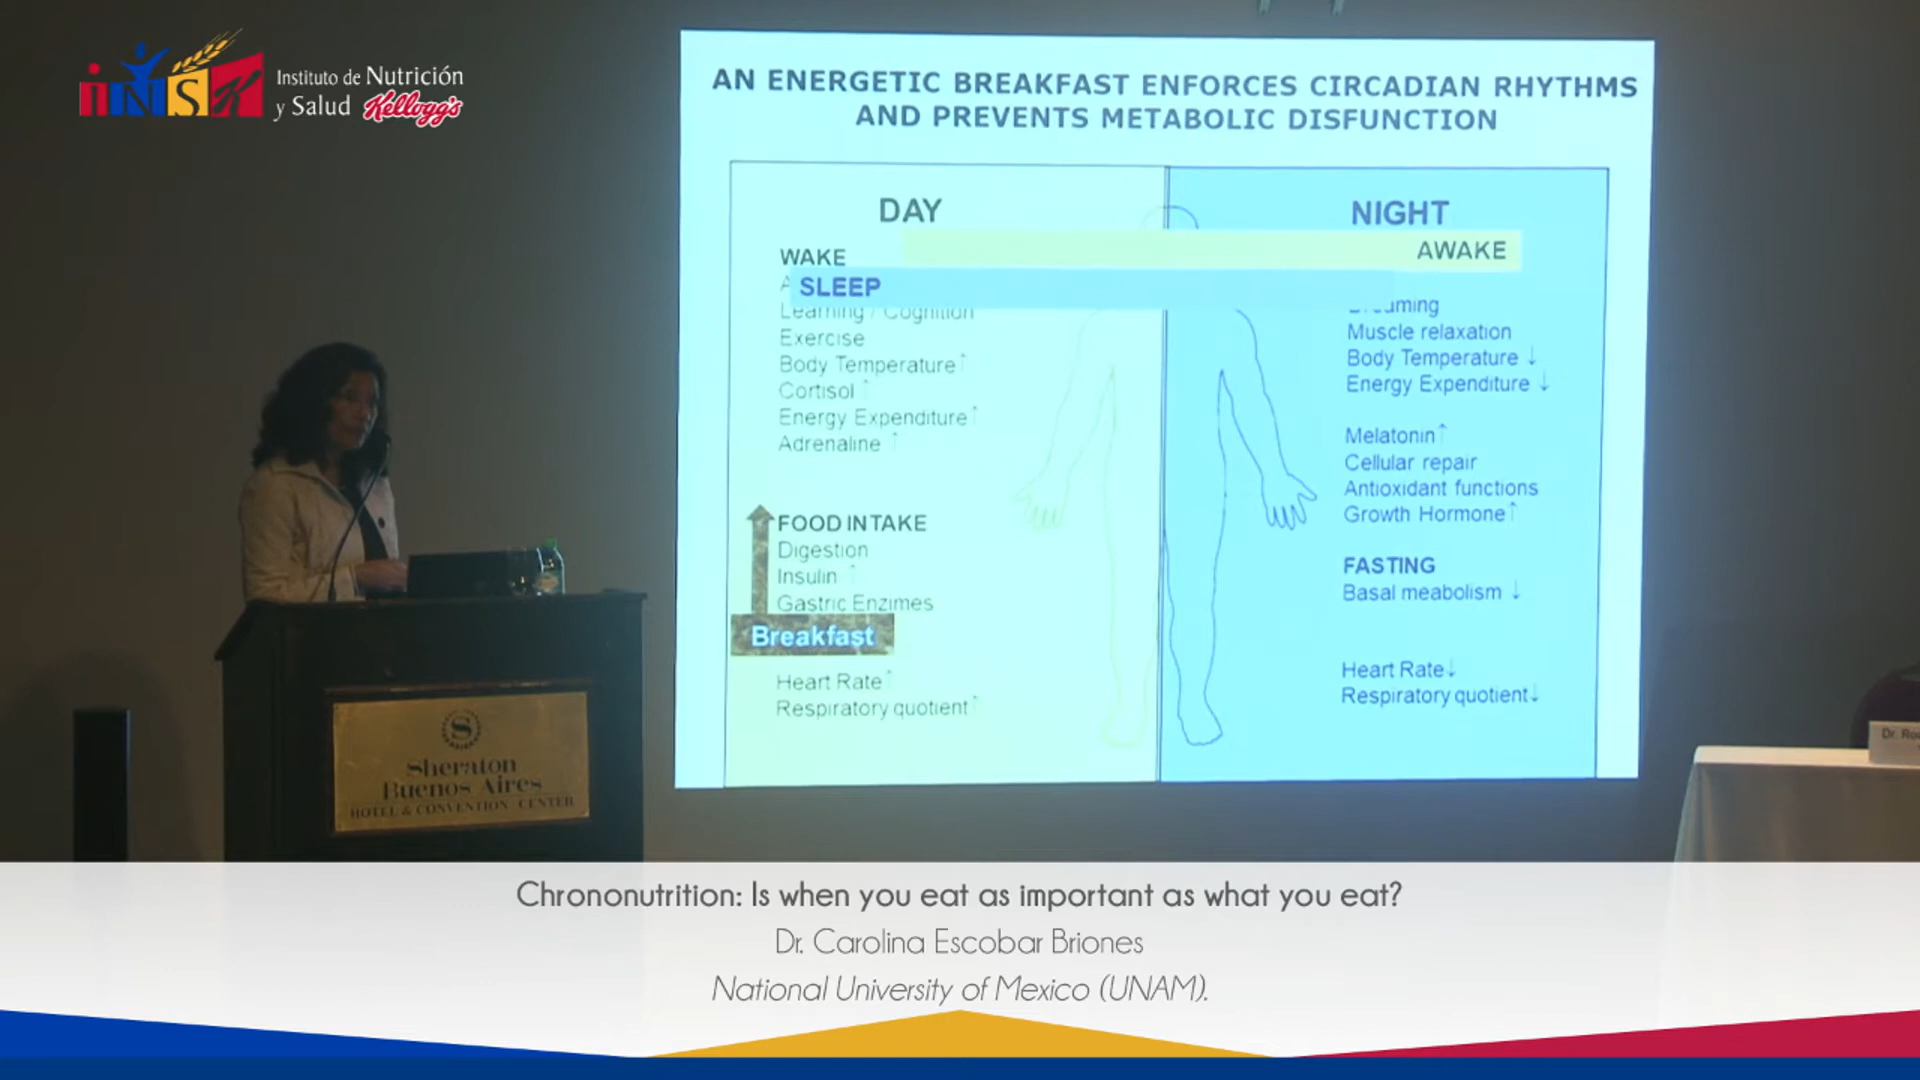 iNSK
Instituto de Nutrición
y Salud Kellogg's
AN ENERGETIC BREAKFAST ENFORCES CIRCADIAN RHYTHMS
AND PREVENTS METABOLIC DISFUNCTION
DAY
WAKE
SLEEP
Learning / Cognition
Exercise
Body Temperature ↑
Cortisol ↑
Energy Expenditure ↑
Adrenaline ↑
FOOD INTAKE
Digestion
Insulin ↑
Gastric Enzimes
Breakfast
Heart Rate ↑
Respiratory quotient ↑
NIGHT
AWAKE
Muscle relaxation
Body Temperature ↓
Energy Expenditure ↓
Melatonin ↑
Cellular repair
Antioxidant functions
Growth Hormone ↑
FASTING
Basal meabolism ↓
Heart Rate ↓
Respiratory quotient ↓
S
Sheraton
Buenos Aires
HOTEL & CONVENTION CENTER
Dr.
Chrononutrition: Is when you eat as important as what you eat?
Dr. Carolina Escobar Briones
National University of Mexico (UNAM).